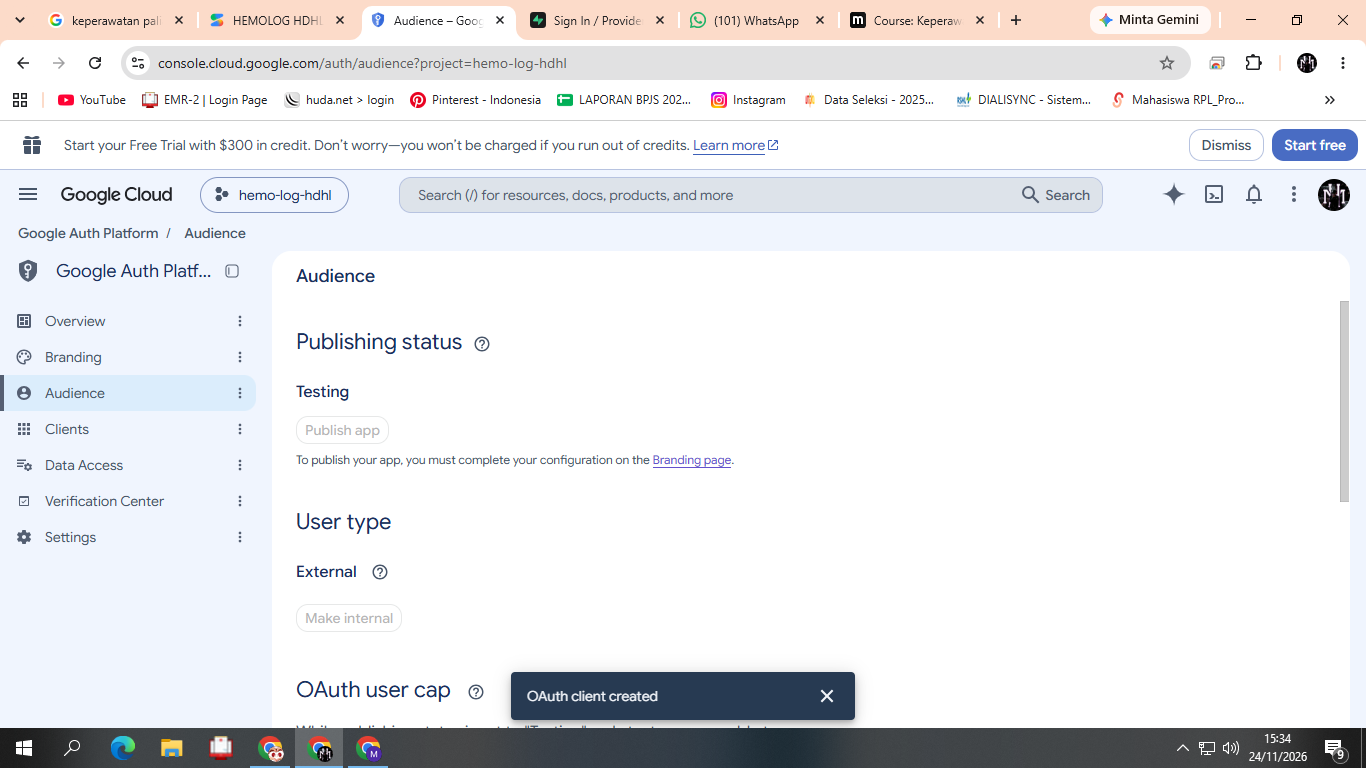 keperawatan pali
HEMOLOG HDHL
Audience – Goog
Sign In / Provide
(101) WhatsApp
Course: Keperaw
Minta Gemini
console.cloud.google.com/auth/audience?project=hemo-log-hdhl
YouTube
EMR-2 | Login Page
huda.net > login
Pinterest - Indonesia
LAPORAN BPJS 202...
Instagram
Data Seleksi - 2025...
DIALISYNC - Sistem...
Mahasiswa RPL_Pro...
Start your Free Trial with $300 in credit. Don’t worry—you won’t be charged if you run out of credits. Learn more
Dismiss
Start free
Google Cloud
hemo-log-hdhl
Search (/) for resources, docs, products, and more
Search
Google Auth Platform / Audience
Google Auth Platf...
Overview
Branding
Audience
Clients
Data Access
Verification Center
Settings
Audience
Publishing status
Testing
Publish app
To publish your app, you must complete your configuration on the Branding page.
User type
External
Make internal
OAuth user cap
OAuth client created
15:34
24/11/2026
9